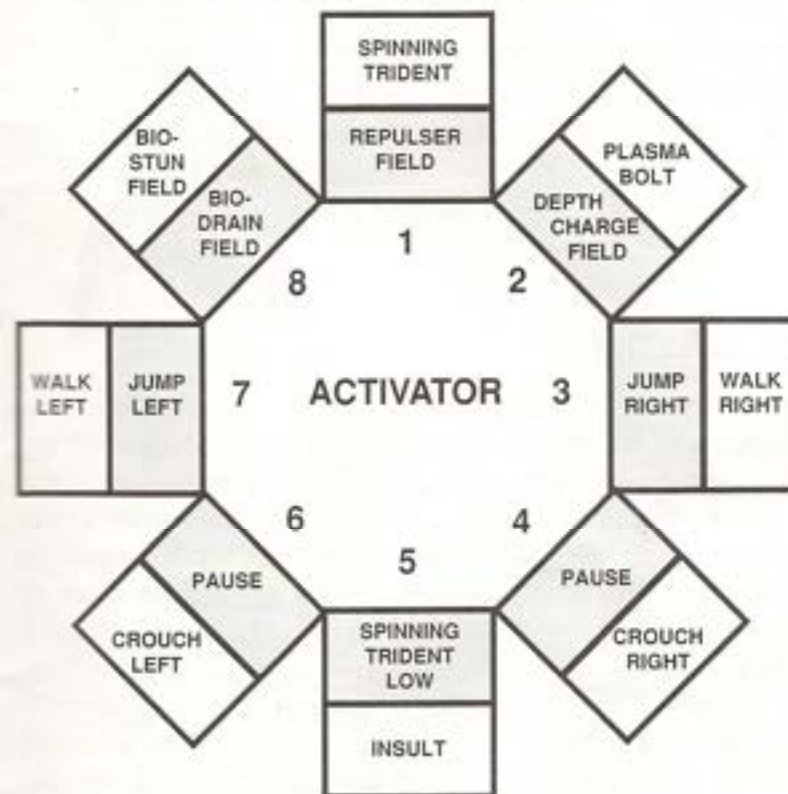 SPINNING
TRIDENT
REPULSER
FIELD
1
PLASMA
BOLT
DEPTH
CHARGE
FIELD
2
JUMP
RIGHT
WALK
RIGHT
3
PAUSE
CROUCH
RIGHT
4
SPINNING
TRIDENT
LOW
INSULT
5
PAUSE
CROUCH
LEFT
6
WALK
LEFT
JUMP
LEFT
7
BIO-
STUN
FIELD
BIO-
DRAIN
FIELD
8
ACTIVATOR